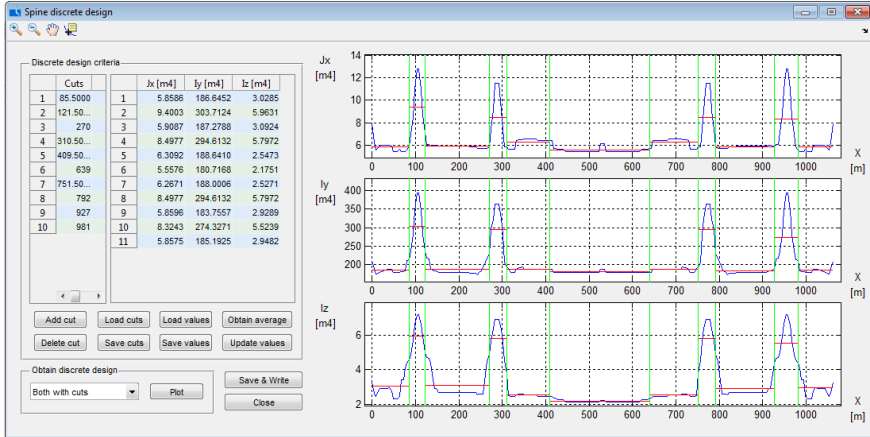 Spine discrete design
Discrete design criteria
Cuts
1 85.5000
2 121.50...
3 270
4 310.50...
5 409.50...
6 639
7 751.50...
8 792
9 927
10 981
Jx [m4] Iy [m4] Iz [m4]
1 5.8586 186.6452 3.0285
2 9.4003 303.7124 5.9631
3 5.9087 187.2788 3.0924
4 8.4977 294.6132 5.7972
5 6.3092 188.6410 2.5473
6 5.5576 180.7168 2.1751
7 6.2671 188.0006 2.5271
8 8.4977 294.6132 5.7972
9 5.8596 183.7557 2.9289
10 8.3243 274.3271 5.5239
11 5.8575 185.1925 2.9482
Add cut Load cuts Load values Obtain average
Delete cut Save cuts Save values Update values
Obtain discrete design
Both with cuts Plot
Save & Write
Close
Jx
[m4]
14
12
10
8
6
0 100 200 300 400 500 600 700 800 900 1000
X
[m]
Iy
[m4]
400
350
300
250
200
0 100 200 300 400 500 600 700 800 900 1000
X
[m]
Iz
[m4]
6
4
2
0 100 200 300 400 500 600 700 800 900 1000
X
[m]